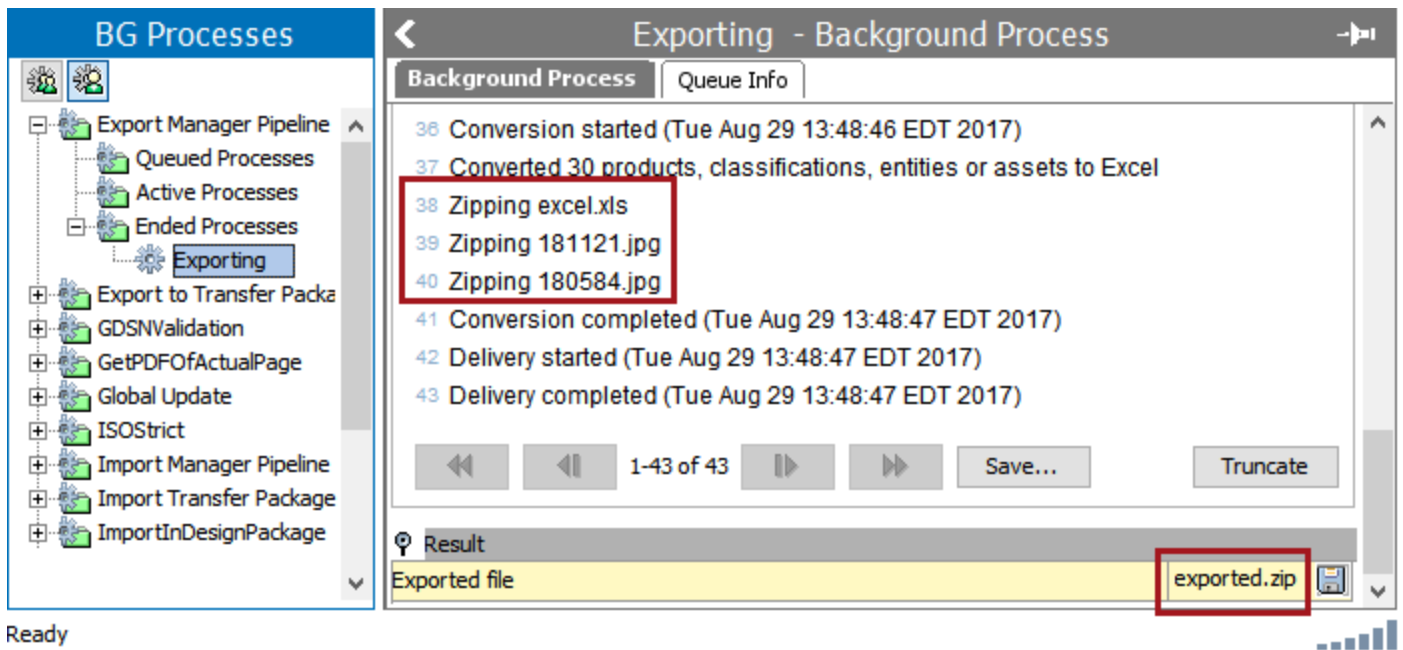 BG Processes
Export Manager Pipeline
Queued Processes
Active Processes
Ended Processes
Exporting
Export to Transfer Packa
GDSNValidation
GetPDFOfActualPage
Global Update
ISOStrict
Import Manager Pipeline
Import Transfer Package
ImportInDesignPackage
Exporting - Background Process
Background Process Queue Info
36 Conversion started (Tue Aug 29 13:48:46 EDT 2017)
37 Converted 30 products, classifications, entities or assets to Excel
38 Zipping excel.xls
39 Zipping 181121.jpg
40 Zipping 180584.jpg
41 Conversion completed (Tue Aug 29 13:48:47 EDT 2017)
42 Delivery started (Tue Aug 29 13:48:47 EDT 2017)
43 Delivery completed (Tue Aug 29 13:48:47 EDT 2017)
1-43 of 43 Save... Truncate
Result
Exported file exported.zip
Ready